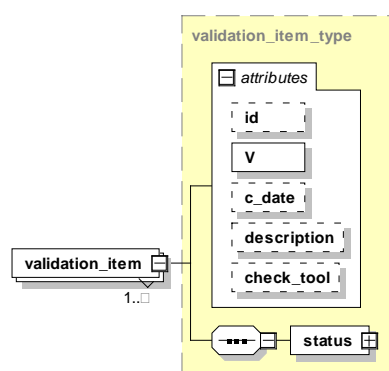 validation_item_type
attributes
id
V
c_date
description
check_tool
validation_item
1..
status